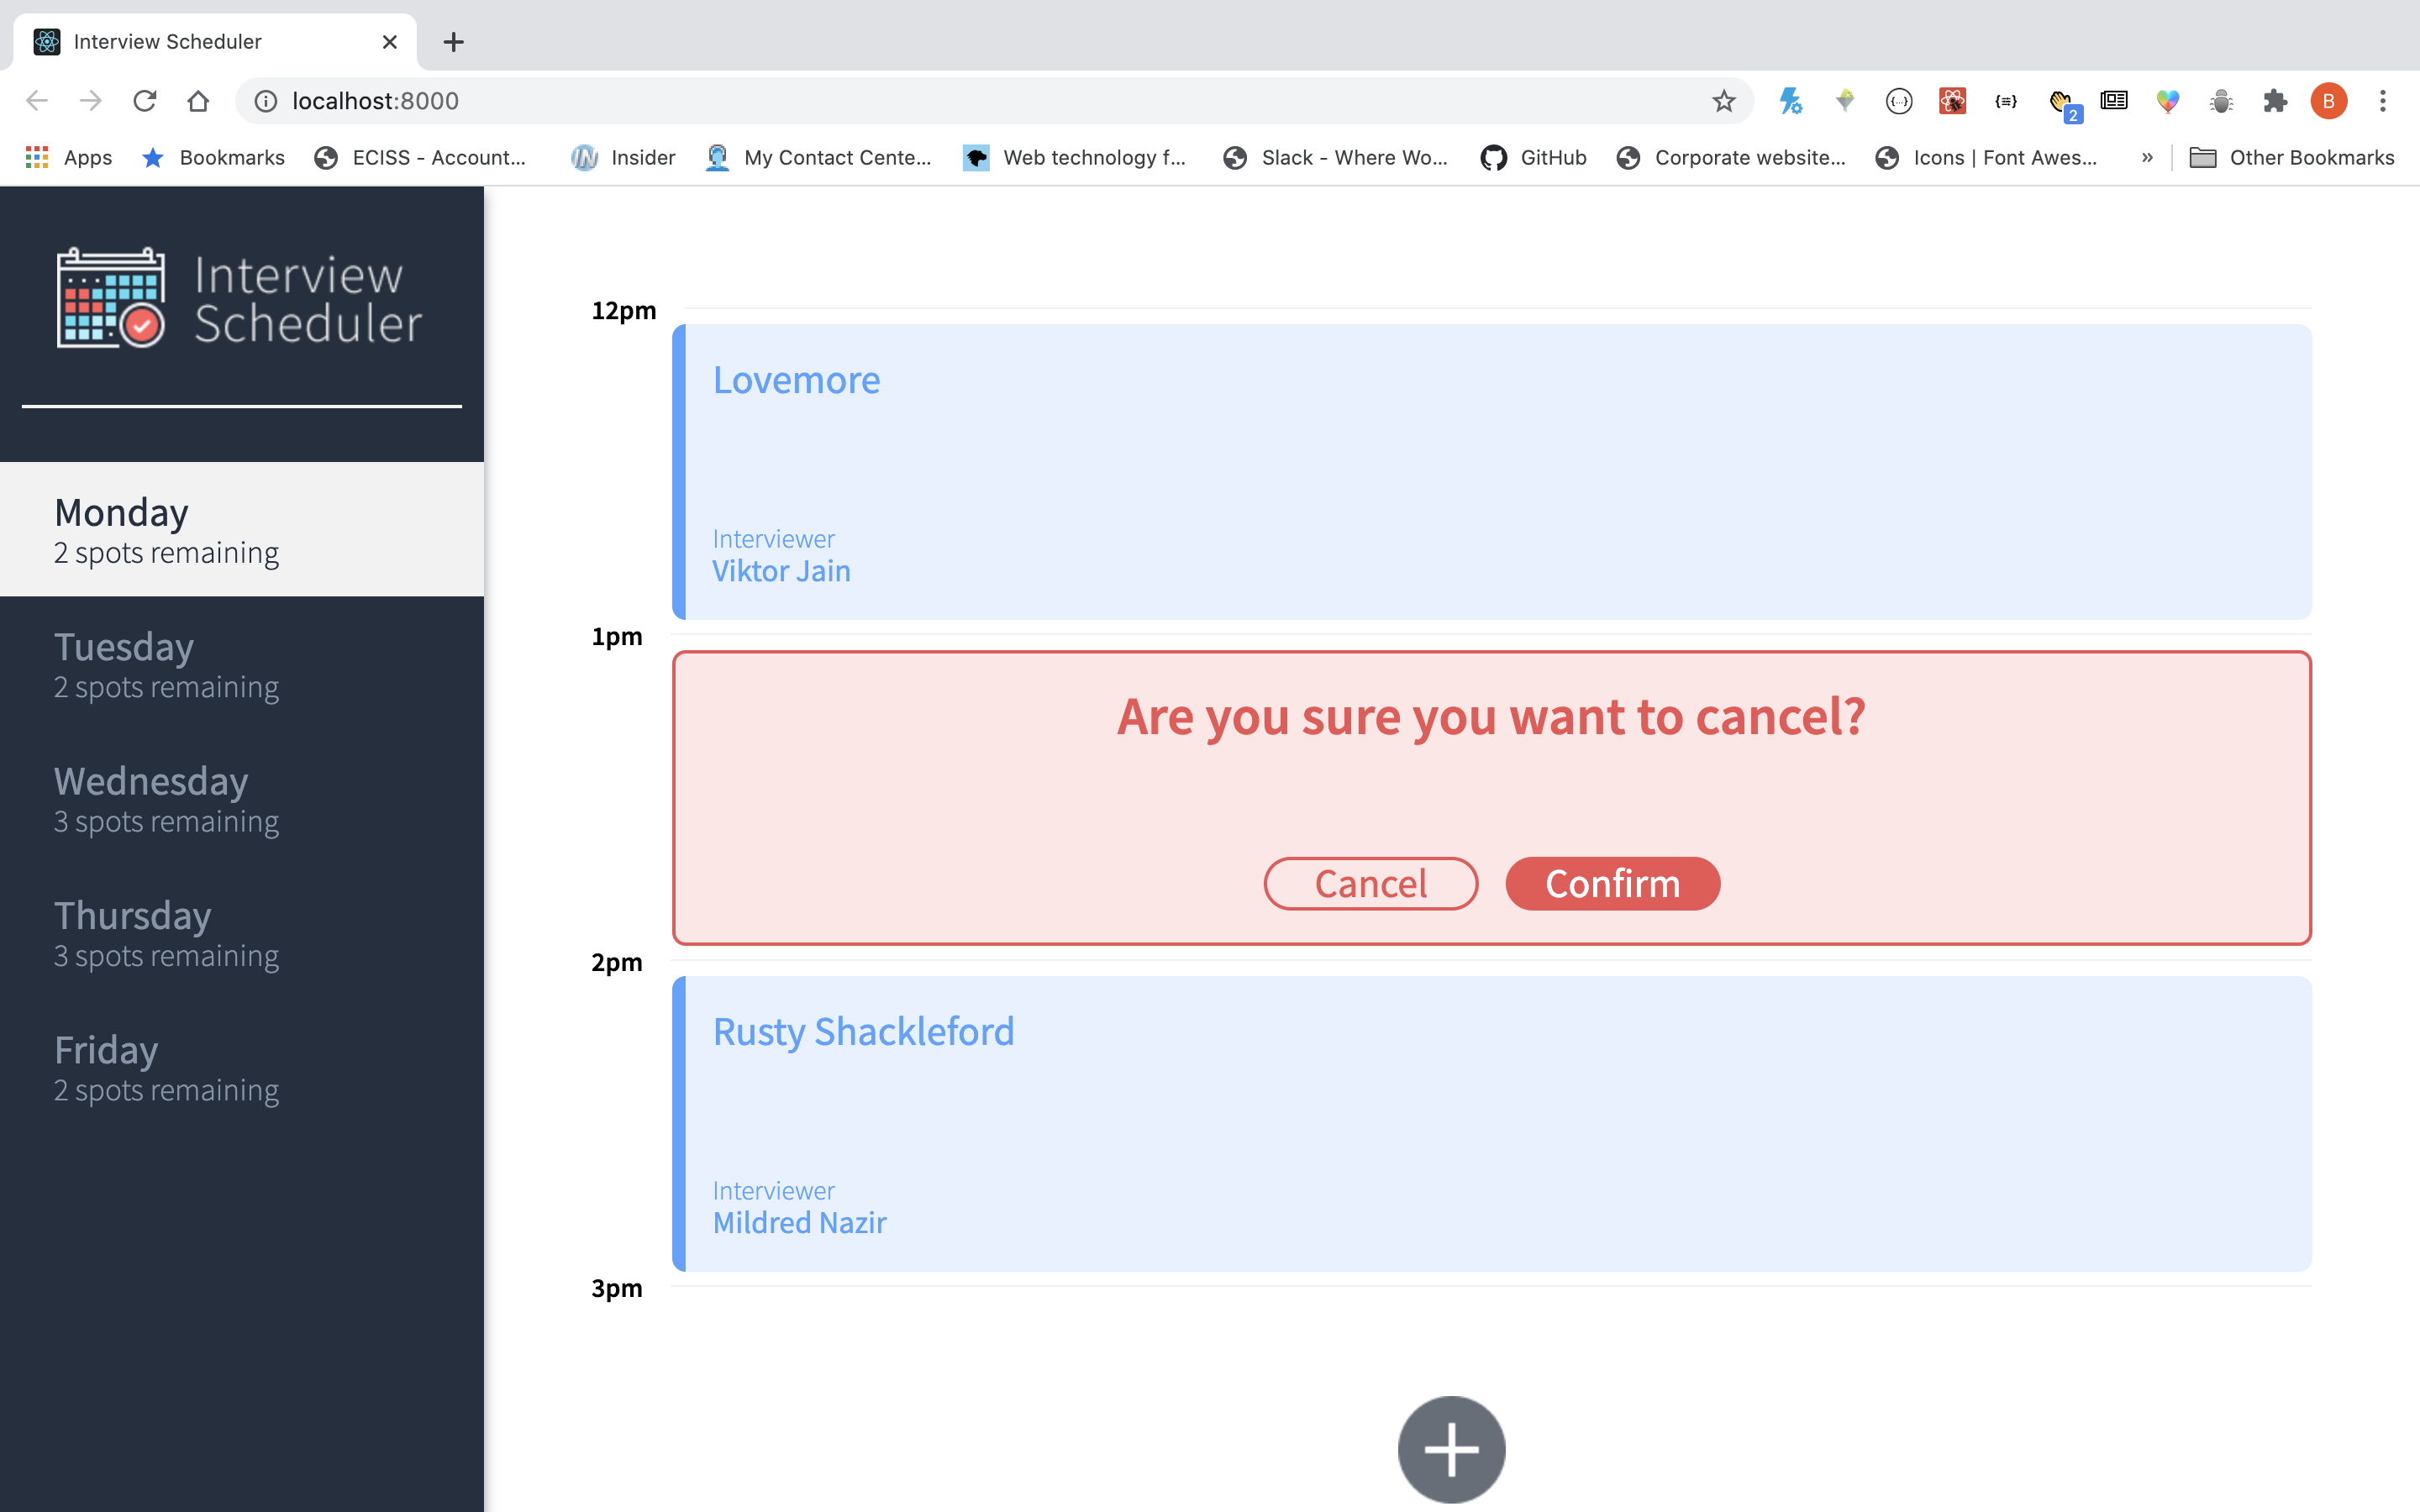 Interview Scheduler
localhost:8000
2
B
Apps
Bookmarks
ECISS - Account...
Insider
My Contact Cente...
Web technology f...
Slack - Where Wo...
GitHub
Corporate website...
Icons | Font Awes...
»
Other Bookmarks
Interview
Scheduler
Monday
2 spots remaining
Tuesday
2 spots remaining
Wednesday
3 spots remaining
Thursday
3 spots remaining
Friday
2 spots remaining
12pm
Lovemore
Interviewer
Viktor Jain
1pm
Are you sure you want to cancel?
Cancel
Confirm
2pm
Rusty Shackleford
Interviewer
Mildred Nazir
3pm